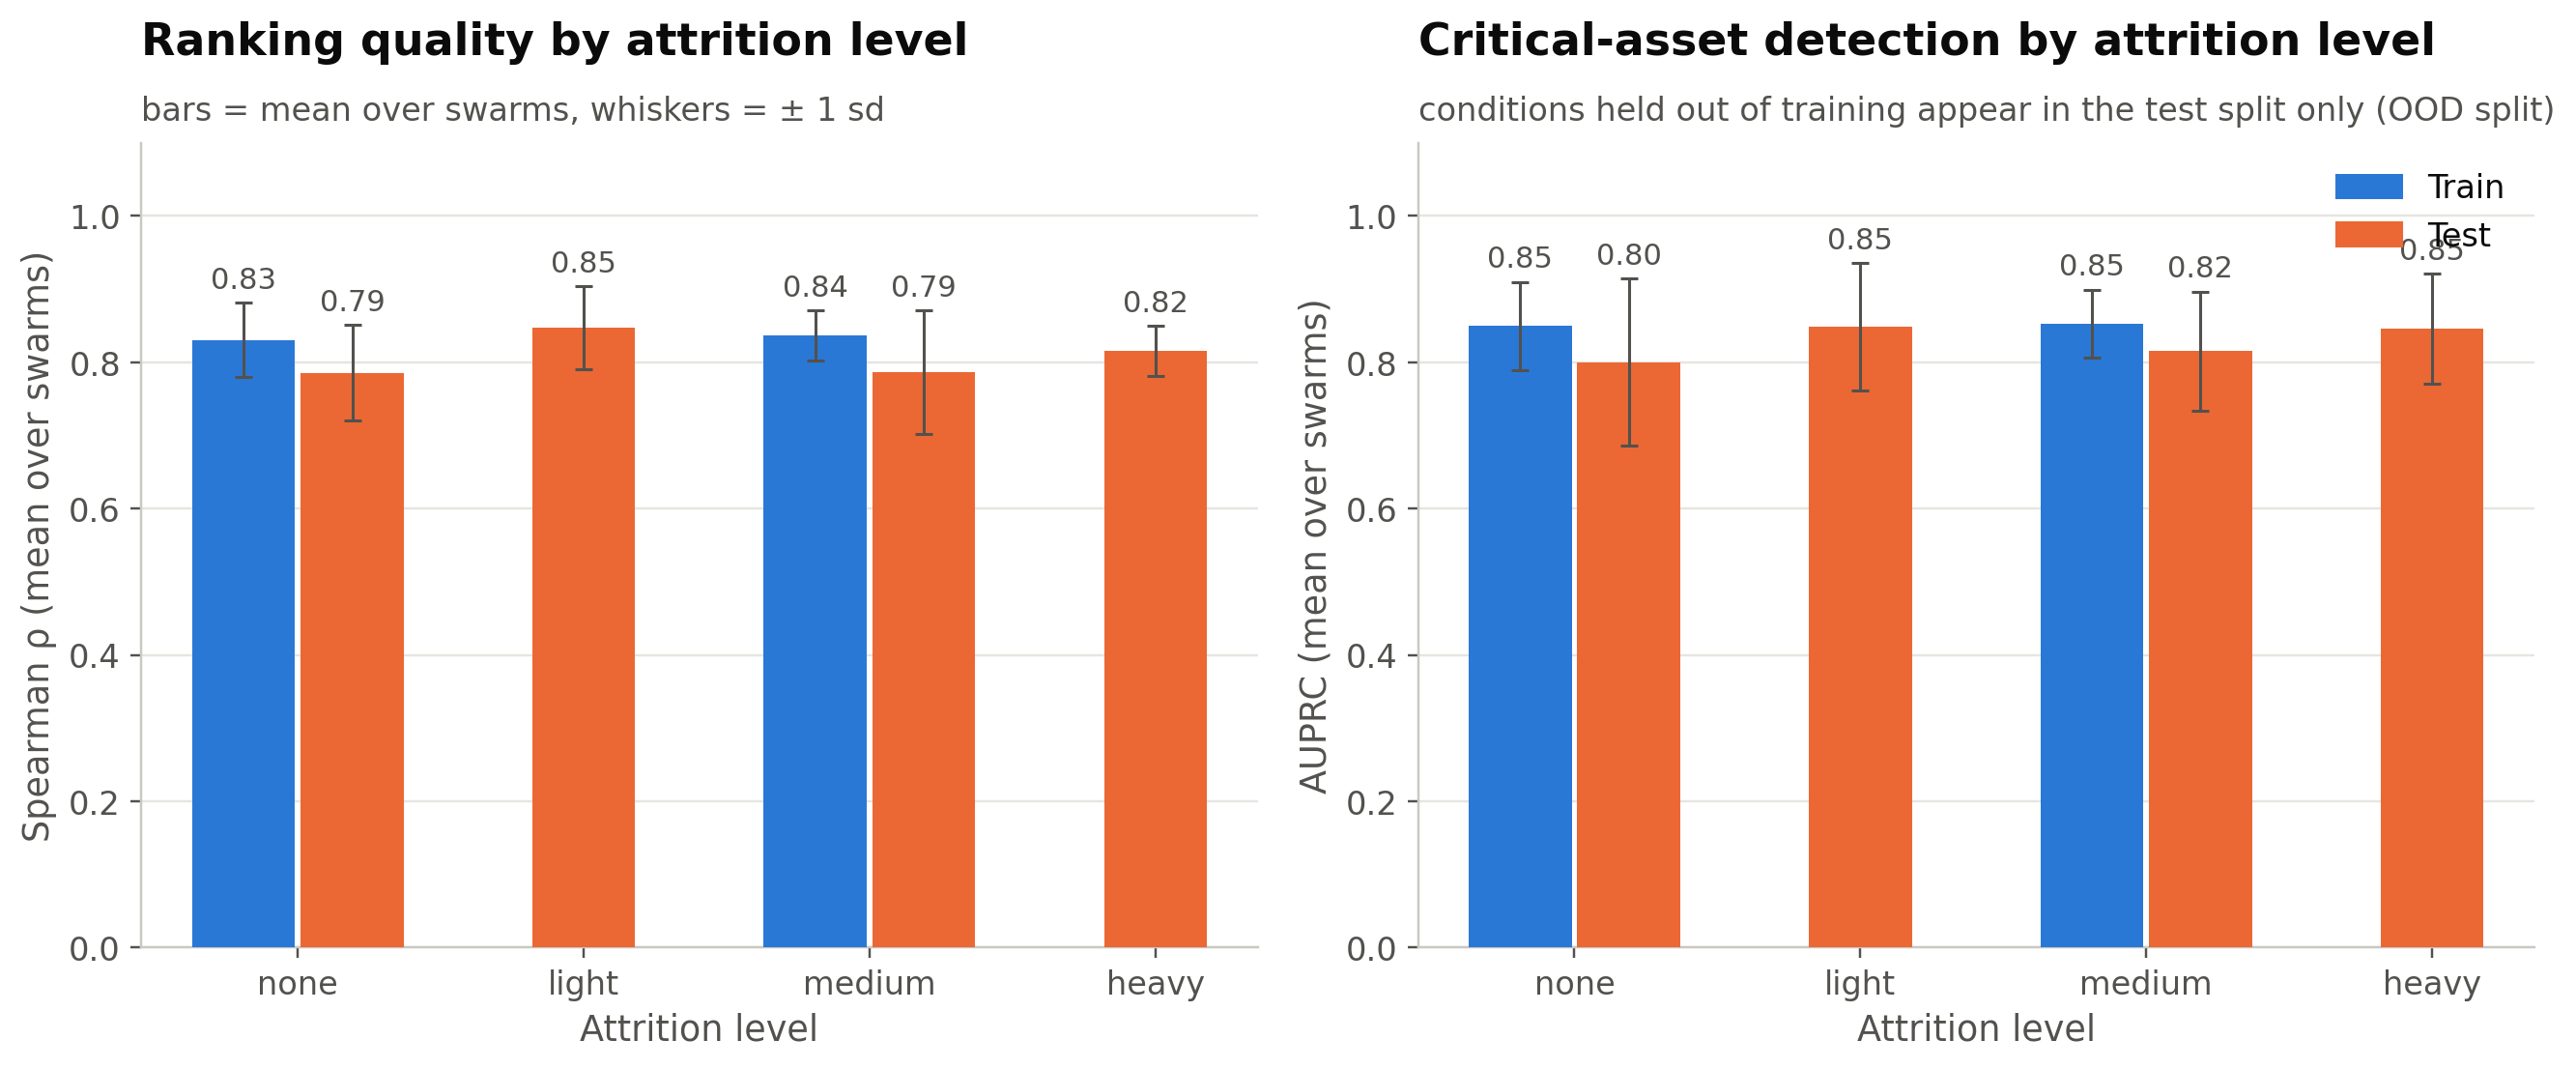 Ranking quality by attrition level
bars = mean over swarms, whiskers = ± 1 sd
Spearman ρ (mean over swarms)
1.0
0.8
0.6
0.4
0.2
0.0
0.83
0.79
0.85
0.84
0.79
0.82
none
light
medium
heavy
Attrition level
Critical-asset detection by attrition level
conditions held out of training appear in the test split only (OOD split)
AUPRC (mean over swarms)
1.0
0.8
0.6
0.4
0.2
0.0
Train
Test
0.85
0.80
0.85
0.85
0.82
0.85
none
light
medium
heavy
Attrition level